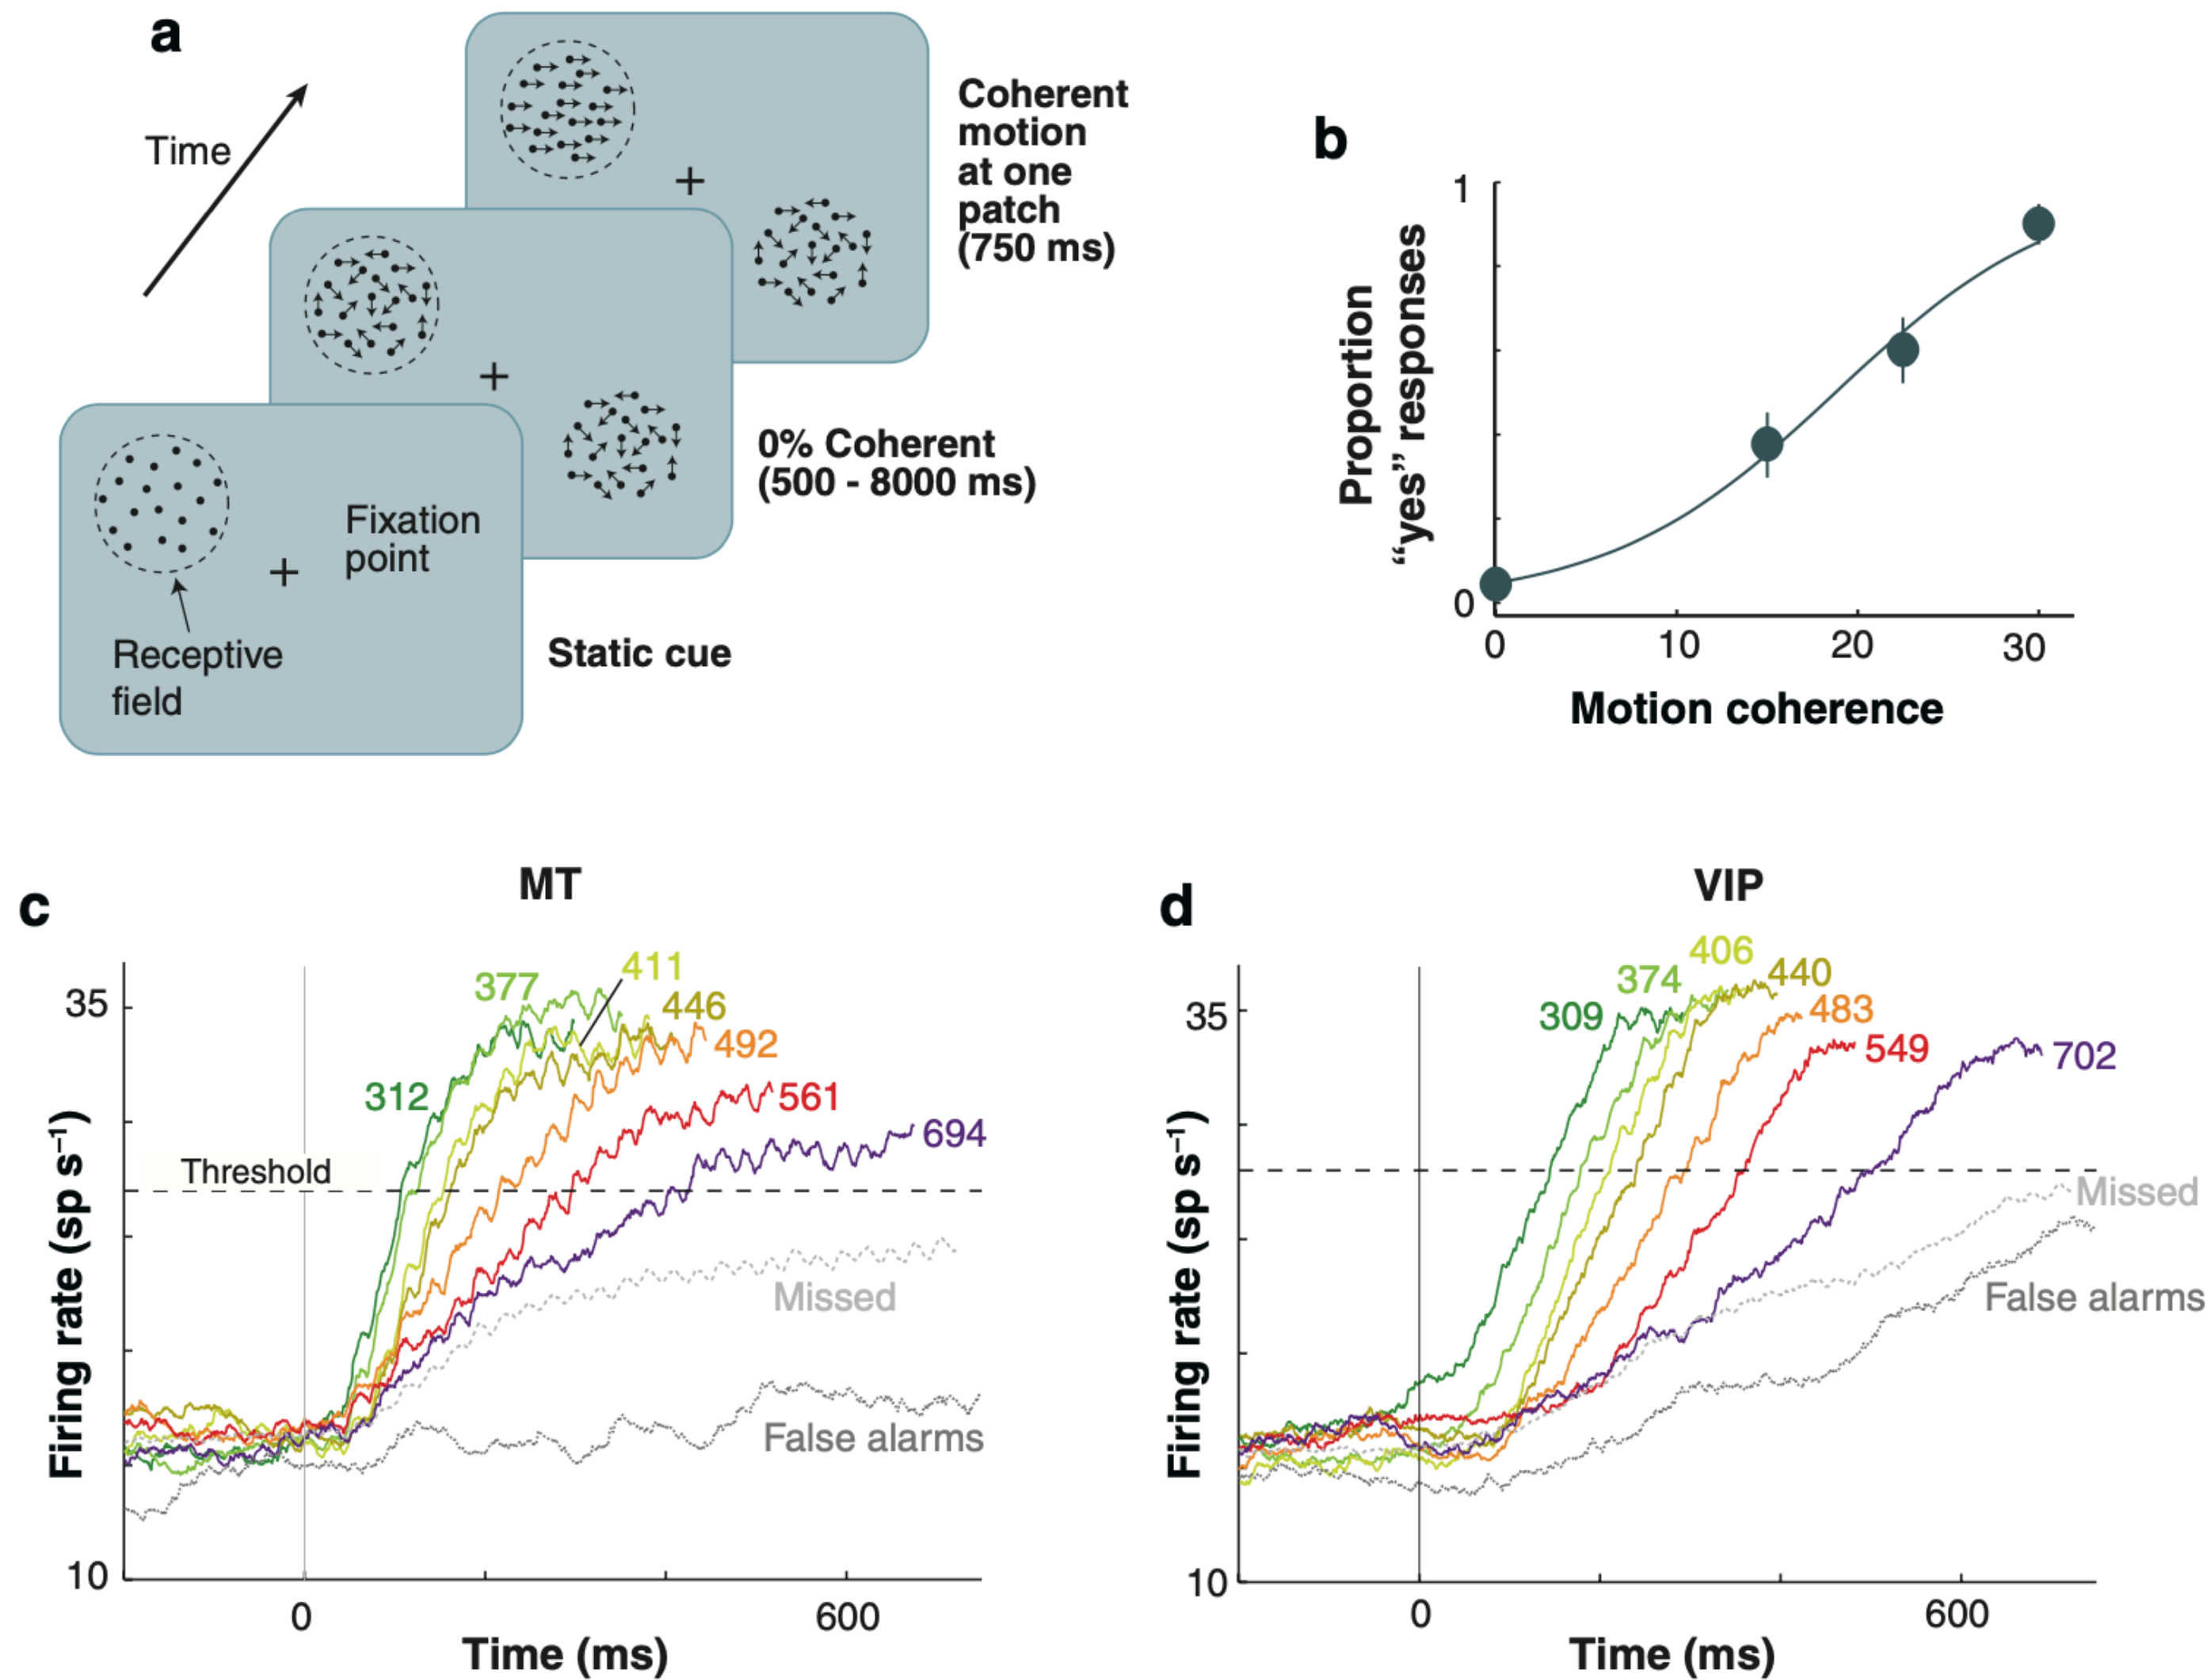 a
Time
Coherent
motion
at one
patch
(750 ms)
0% Coherent
(500 - 8000 ms)
Fixation
point
Receptive
field
Static cue
b
1
0
Proportion
“yes” responses
0 10 20 30
Motion coherence
c
MT
35
10
Firing rate (sp s⁻¹)
Threshold
312
377
411
446
492
561
694
Missed
False alarms
0 600
Time (ms)
d
VIP
35
10
Firing rate (sp s⁻¹)
309
374
406
440
483
549
702
Missed
False alarms
0 600
Time (ms)